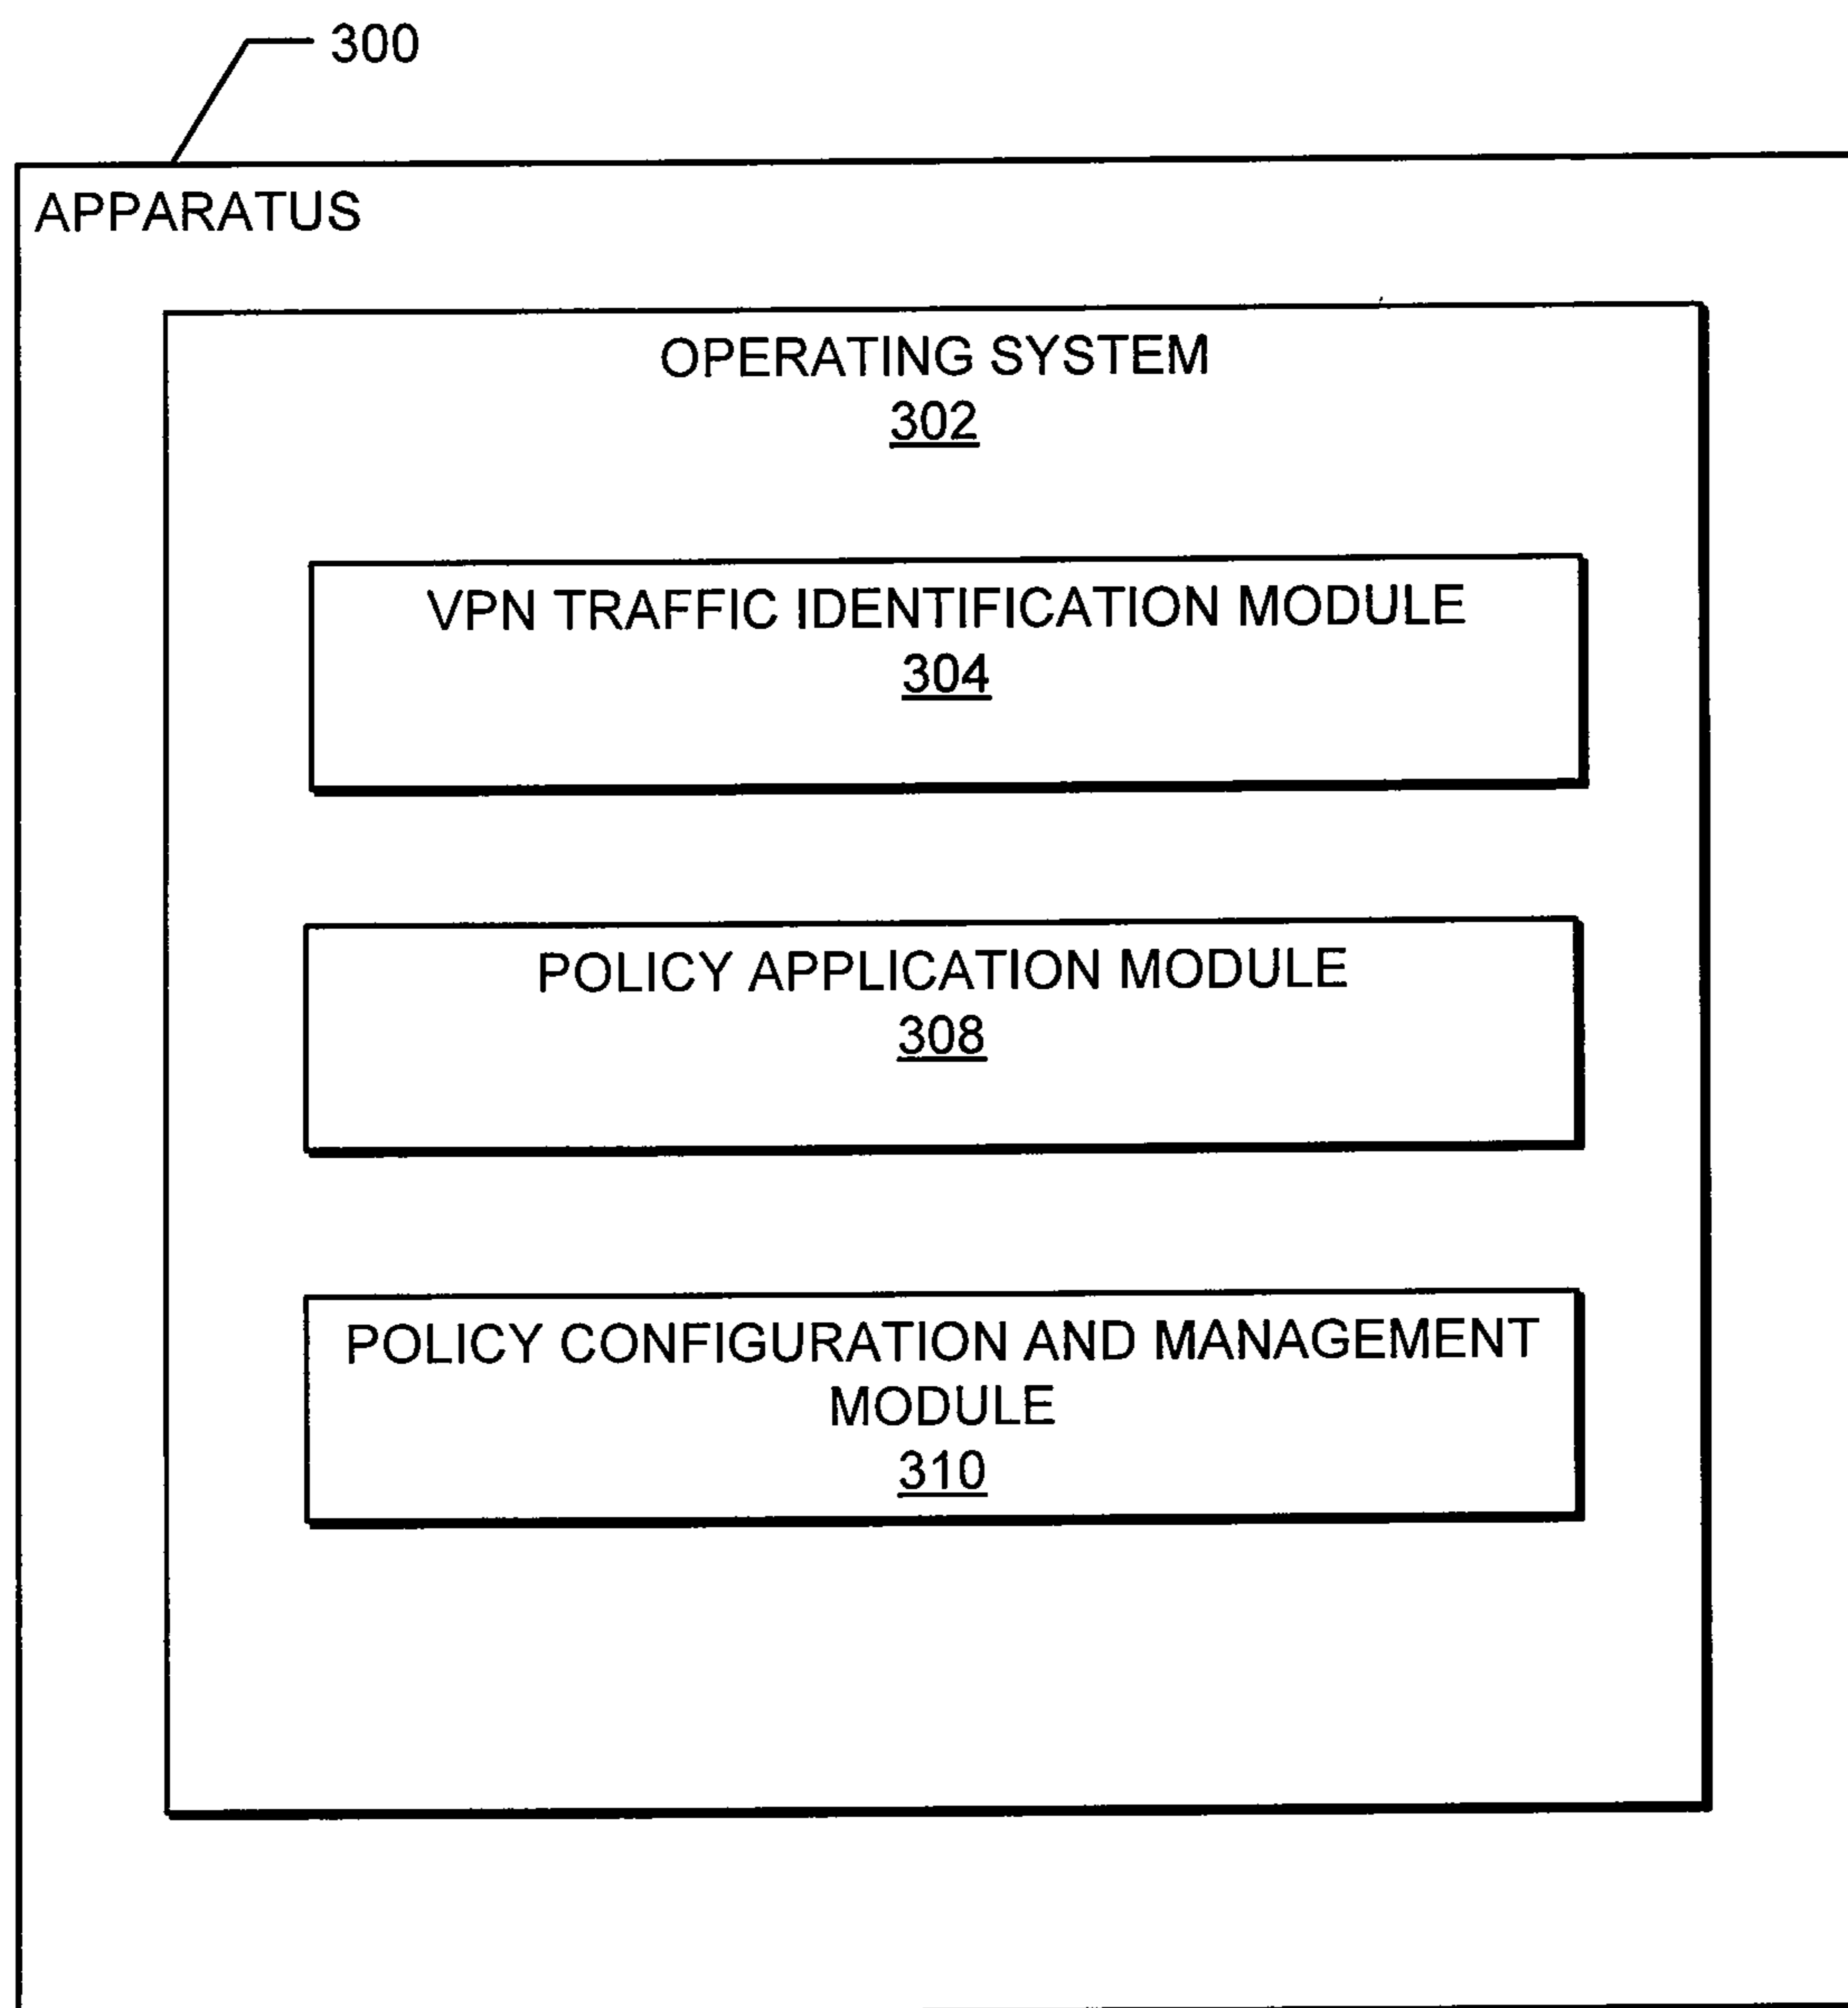 300
APPARATUS
OPERATING SYSTEM
302
VPN TRAFFIC IDENTIFICATION MODULE
304
POLICY APPLICATION MODULE
308
POLICY CONFIGURATION AND MANAGEMENT
MODULE
310